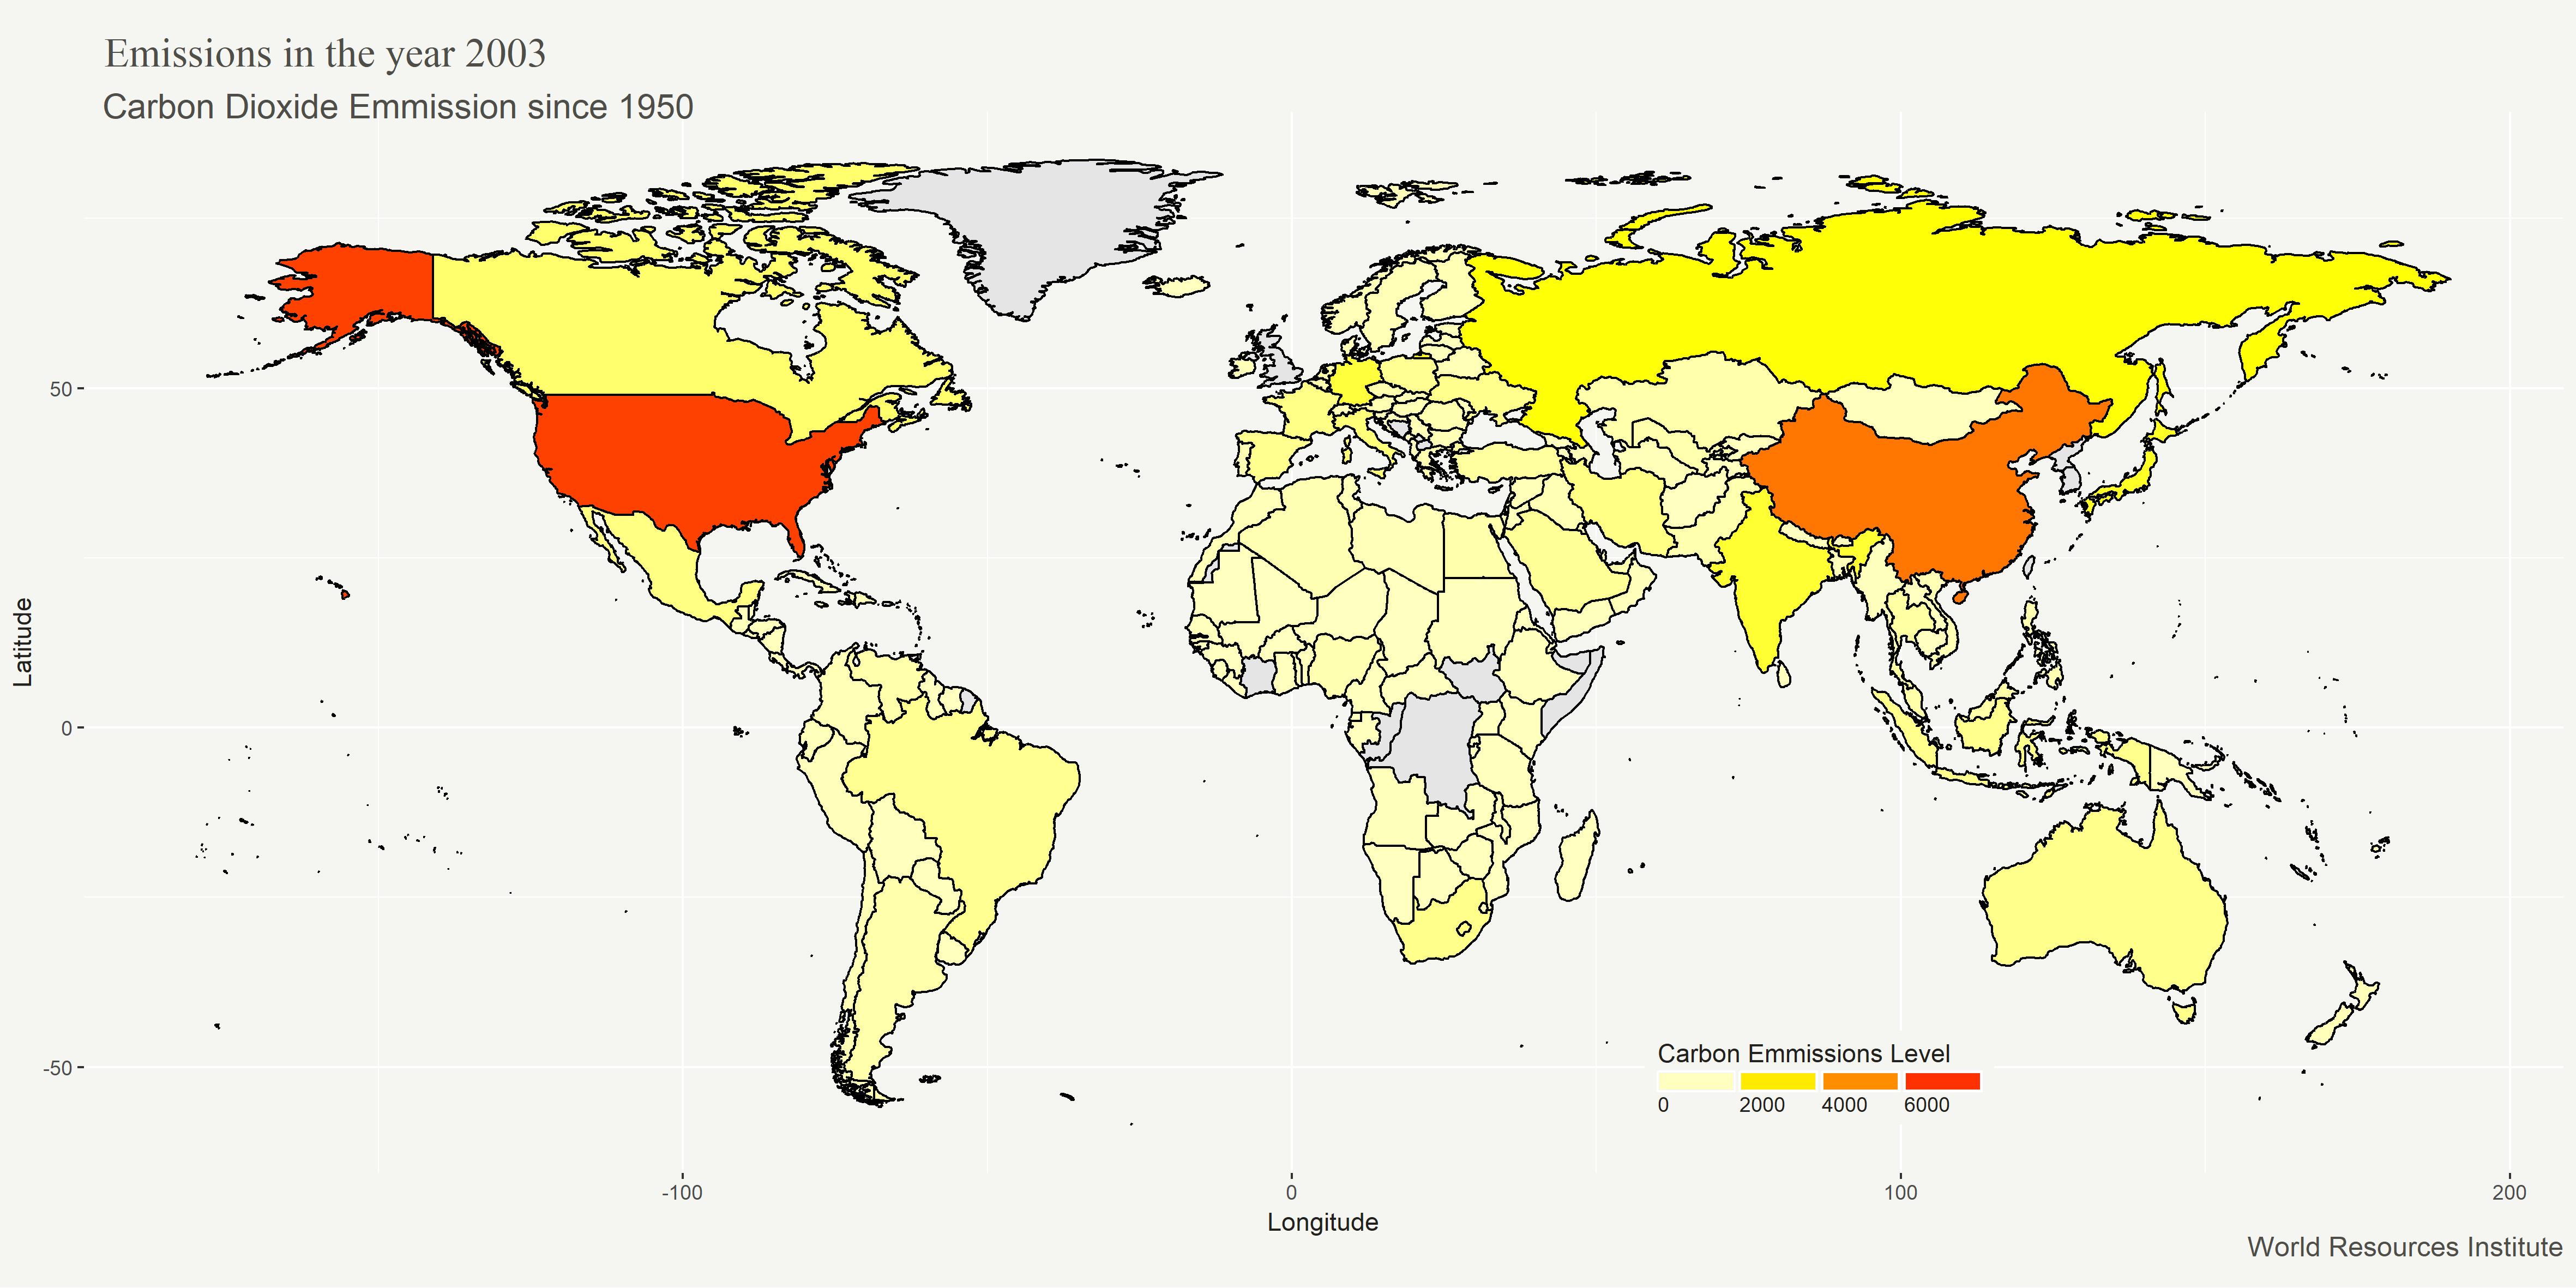 Emissions in the year 2003
Carbon Dioxide Emmission since 1950
50
0
-50
Latitude
Carbon Emmissions Level
0 2000 4000 6000
-100 0 100 200
Longitude
World Resources Institute